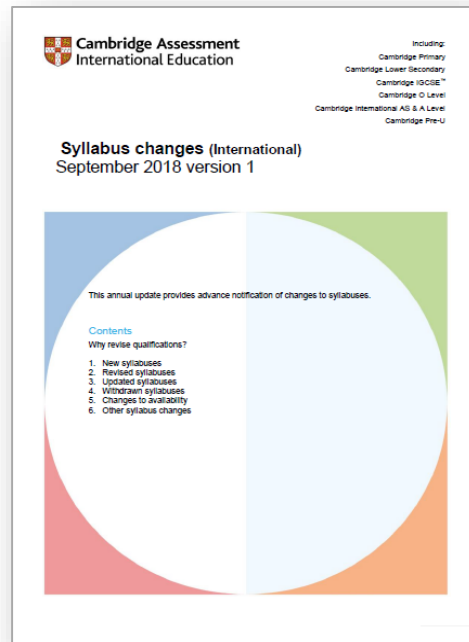 Cambridge Assessment
International Education
Including:
Cambridge Primary
Cambridge Lower Secondary
Cambridge IGCSE™
Cambridge O Level
Cambridge International AS & A Level
Cambridge Pre-U
Syllabus changes (International)
September 2018 version 1
This annual update provides advance notification of changes to syllabuses.
Contents
Why revise qualifications?
1. New syllabuses
2. Revised syllabuses
3. Updated syllabuses
4. Withdrawn syllabuses
5. Changes to availability
6. Other syllabus changes